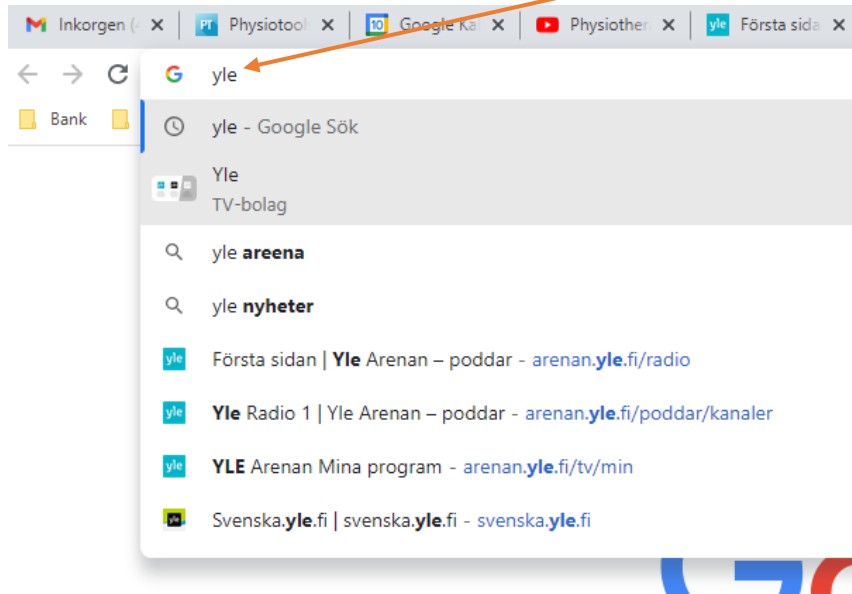 Inkorgen (
Physiotool
Google Kal
Physiother
Första sida
yle
Bank
yle - Google Sök
Yle
TV-bolag
yle areena
yle nyheter
Första sidan | Yle Arenan – poddar - arenan.yle.fi/radio
Yle Radio 1 | Yle Arenan – poddar - arenan.yle.fi/poddar/kanaler
YLE Arenan Mina program - arenan.yle.fi/tv/min
Svenska.yle.fi | svenska.yle.fi - svenska.yle.fi